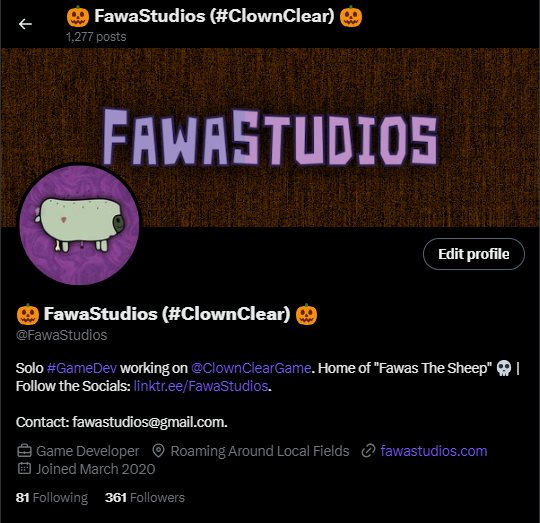 🎃 FawaStudios (#ClownClear) 🎃
1,277 posts
FAWASTUDIOS
Edit profile
🎃 FawaStudios (#ClownClear) 🎃
@FawaStudios
Solo #GameDev working on @ClownClearGame. Home of "Fawas The Sheep" 💀 |
Follow the Socials: linktr.ee/FawaStudios.
Contact: fawastudios@gmail.com.
Game Developer Roaming Around Local Fields fawastudios.com
Joined March 2020
81 Following 361 Followers